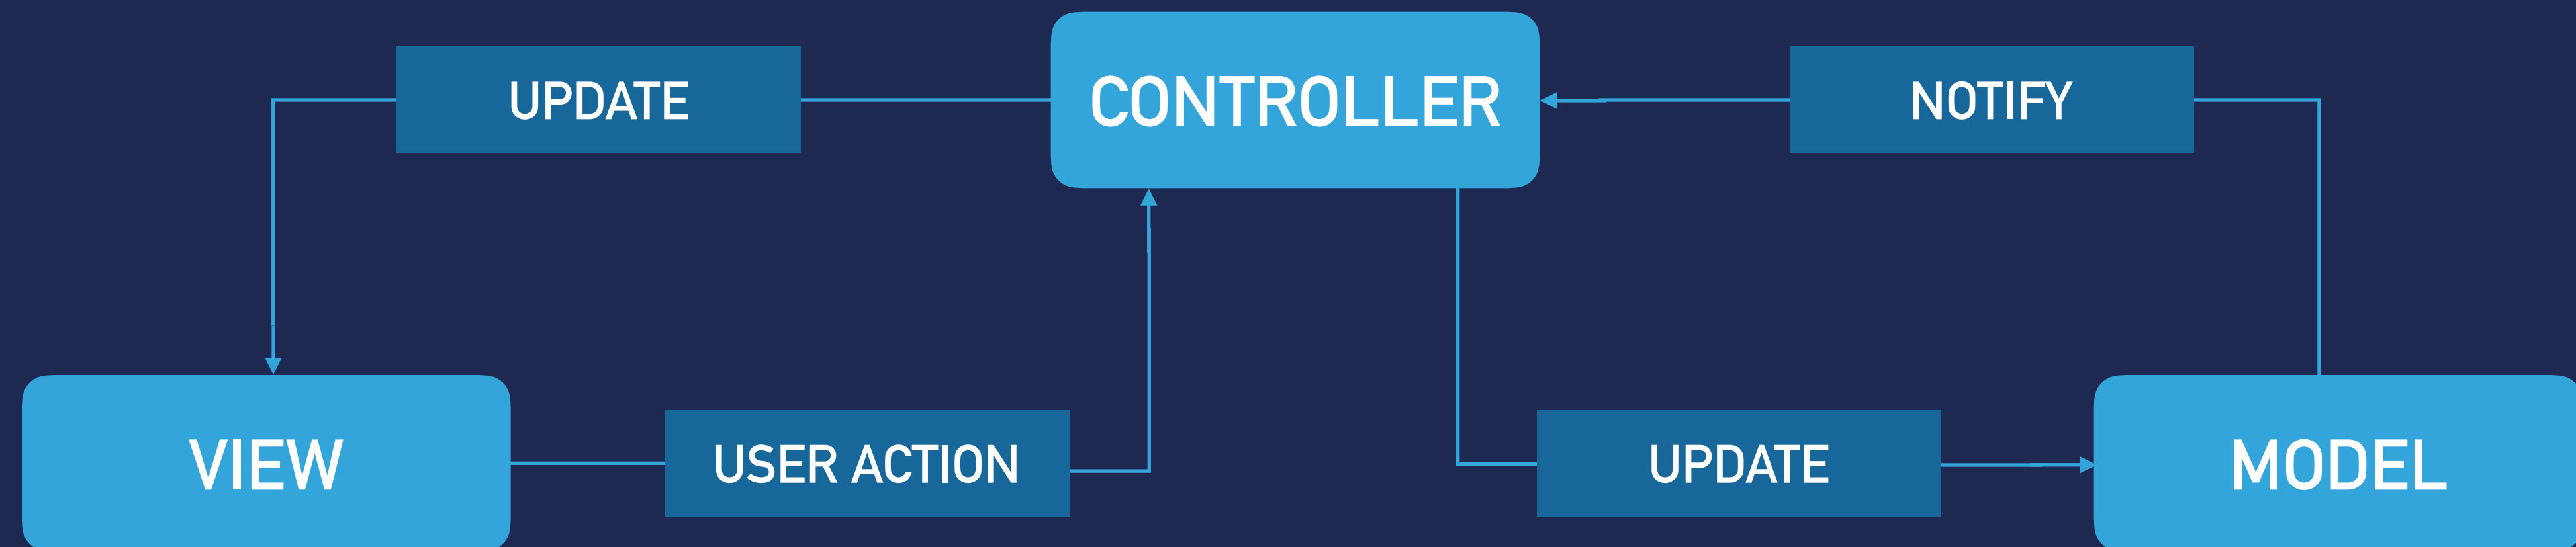 UPDATE
CONTROLLER
NOTIFY
VIEW
USER ACTION
UPDATE
MODEL